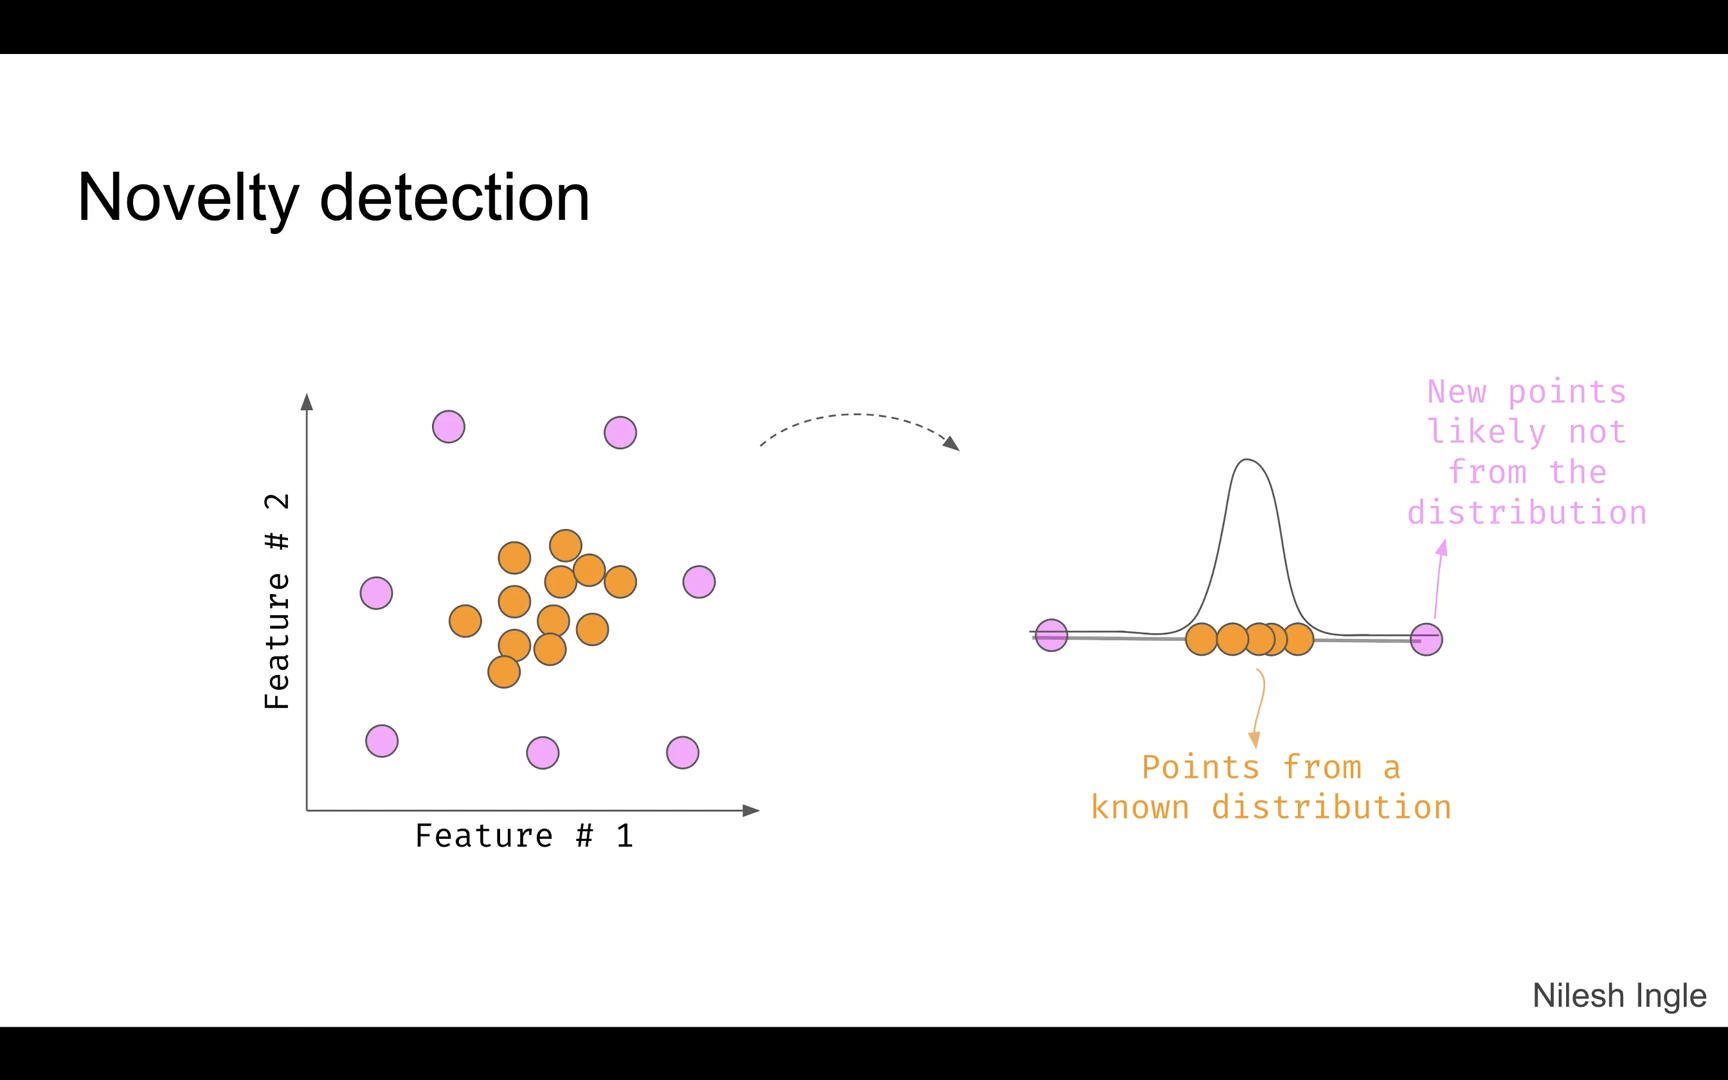 Novelty detection
New points
likely not
from the
distribution
Feature # 2
Feature # 1
Points from a
known distribution
Nilesh Ingle